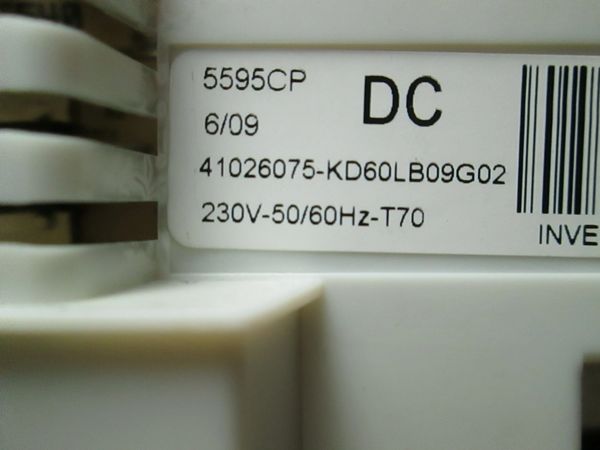 5595CP
DC
6/09
41026075-KD60LB09G02
230V-50/60Hz-T70
INVE